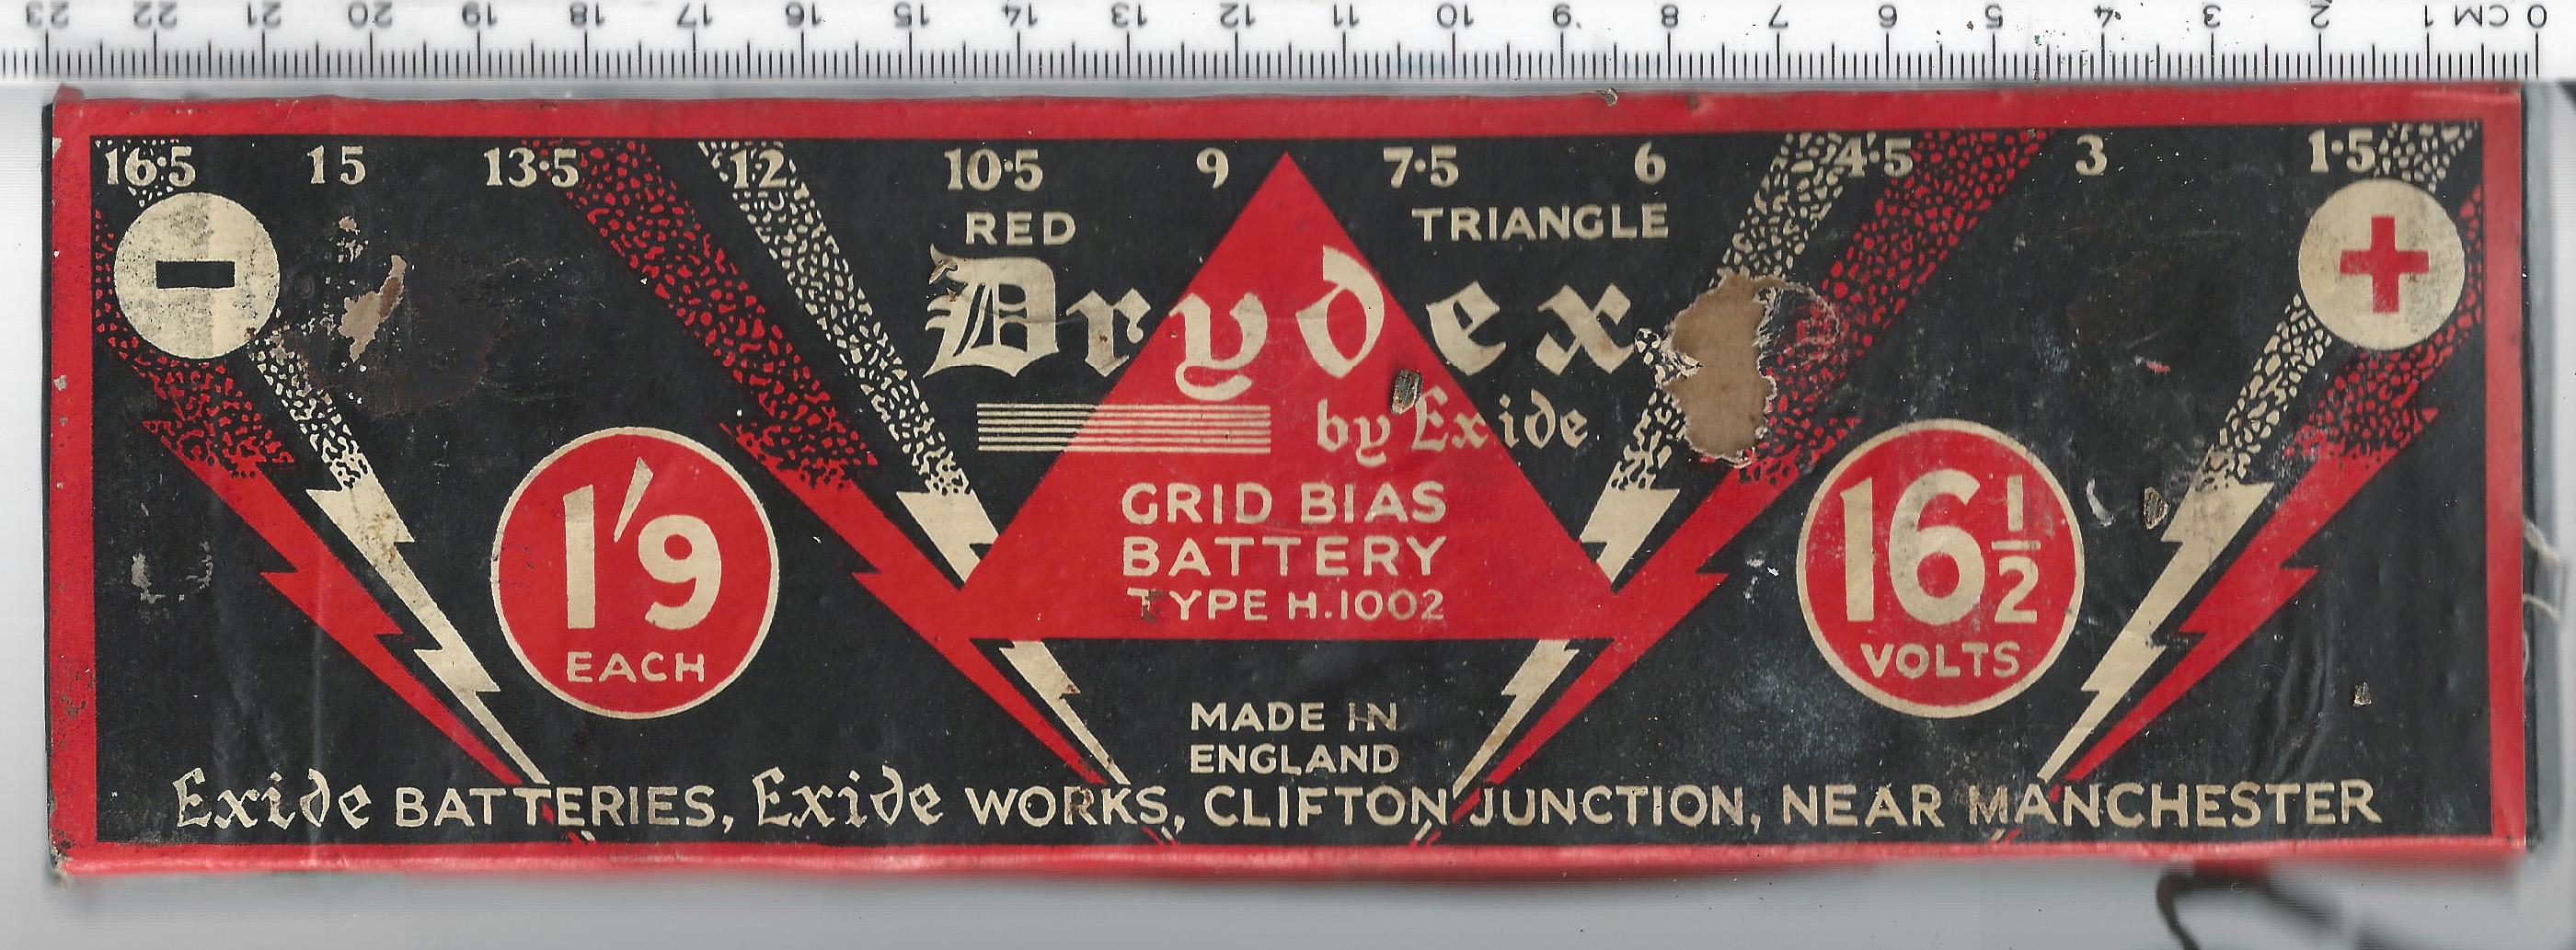 23 22 21 20 19 18 17 16 15 14 13 12 11 10 9 8 7 6 5 4 3 2 1 CM 0
16·5 15 13·5 12 10·5 9 7·5 6 4·5 3 1·5
RED TRIANGLE
- +
Drydex
by Exide
GRID BIAS
BATTERY
TYPE H.1002
1'9
EACH
16 1/2
VOLTS
MADE IN
ENGLAND
Exide BATTERIES, Exide WORKS, CLIFTON JUNCTION, NEAR MANCHESTER